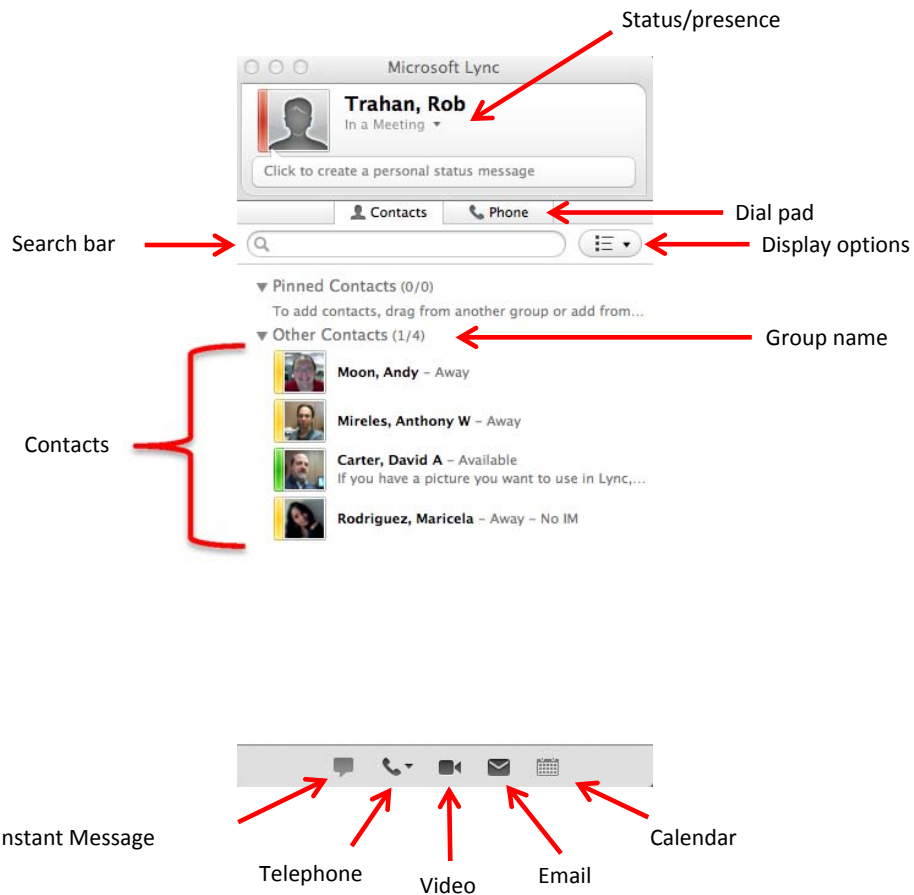 Status/presence
Microsoft Lync
Trahan, Rob
In a Meeting
Click to create a personal status message
Contacts
Phone
Dial pad
Search bar
Display options
Pinned Contacts (0/0)
To add contacts, drag from another group or add from...
Other Contacts (1/4)
Group name
Moon, Andy – Away
Mireles, Anthony W – Away
Contacts
Carter, David A – Available
If you have a picture you want to use in Lync,...
Rodriguez, Maricela – Away – No IM
nstant Message
Calendar
Telephone
Video
Email